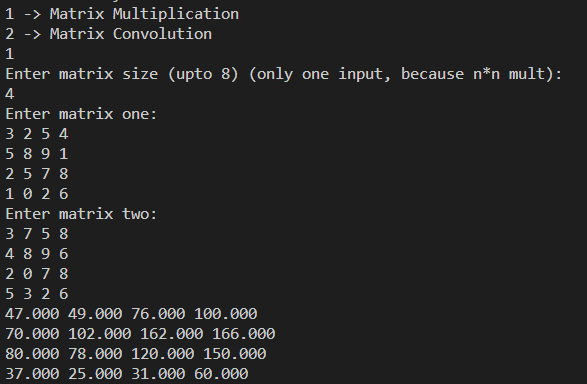 1 -> Matrix Multiplication
2 -> Matrix Convolution
1
Enter matrix size (upto 8) (only one input, because n*n mult):
4
Enter matrix one:
3 2 5 4
5 8 9 1
2 5 7 8
1 0 2 6
Enter matrix two:
3 7 5 8
4 8 9 6
2 0 7 8
5 3 2 6
47.000 49.000 76.000 100.000
70.000 102.000 162.000 166.000
80.000 78.000 120.000 150.000
37.000 25.000 31.000 60.000